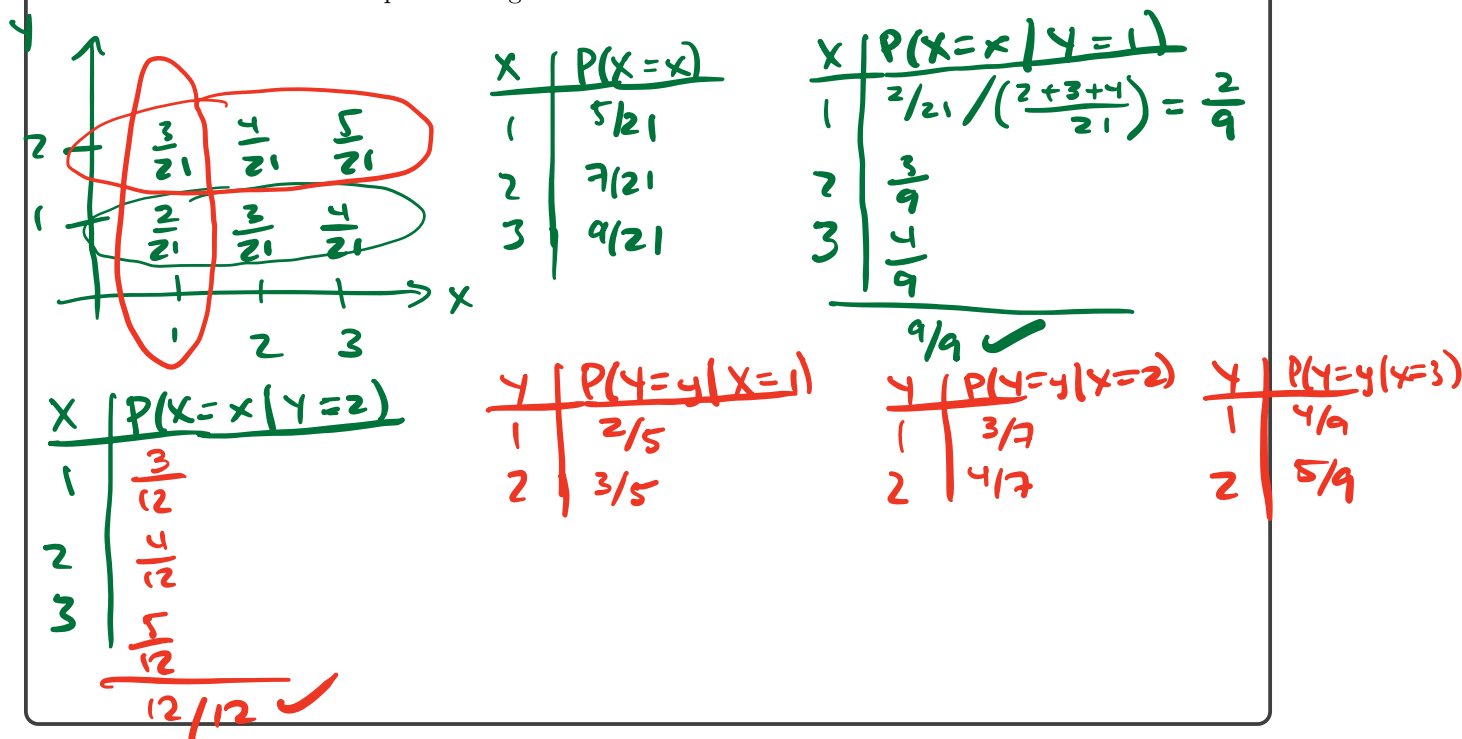 y
2 3/21 4/21 5/21
1 2/21 3/21 4/21
x
1 2 3
X P(X=x)
1 5/21
2 7/21
3 9/21
X P(X=x|Y=1)
1 2/21/((2+3+4)/21) = 2/9
2 3/9
3 4/9
9/9 ✓
X P(X=x|Y=2)
1 3/12
2 4/12
3 5/12
12/12 ✓
Y P(Y=y|X=1)
1 2/5
2 3/5
Y P(Y=y|X=2)
1 3/7
2 4/7
Y P(Y=y|X=3)
1 4/9
2 5/9